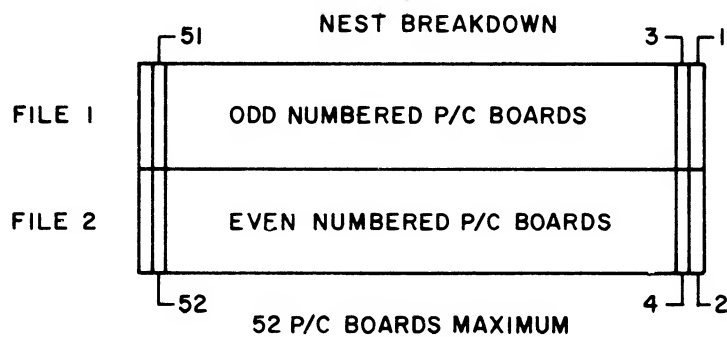 NEST BREAKDOWN
51 3 1
FILE 1 ODD NUMBERED P/C BOARDS
FILE 2 EVEN NUMBERED P/C BOARDS
52 4 2
52 P/C BOARDS MAXIMUM